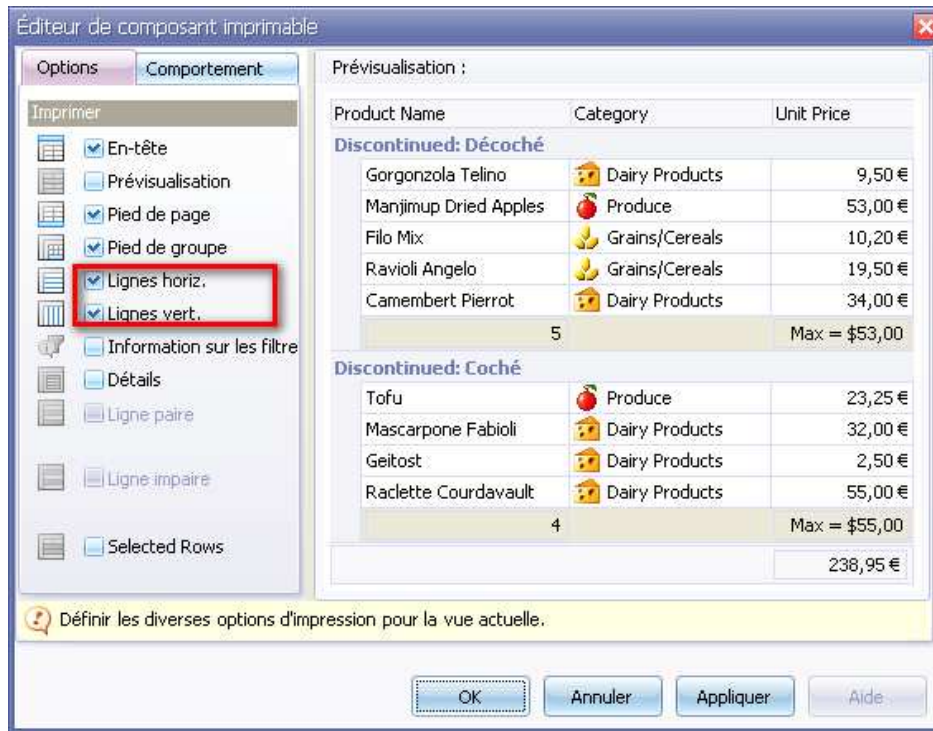 Éditeur de composant imprimable
Options Comportement
Imprimer
En-tête
Prévisualisation
Pied de page
Pied de groupe
Lignes horiz.
Lignes vert.
Information sur les filtre
Détails
Ligne paire
Ligne impaire
Selected Rows
Prévisualisation :
Product Name Category Unit Price
Discontinued: Décoché
Gorgonzola Telino Dairy Products 9,50 €
Manjimup Dried Apples Produce 53,00 €
Filo Mix Grains/Cereals 10,20 €
Ravioli Angelo Grains/Cereals 19,50 €
Camembert Pierrot Dairy Products 34,00 €
5 Max = $53,00
Discontinued: Coché
Tofu Produce 23,25 €
Mascarpone Fabioli Dairy Products 32,00 €
Geitost Dairy Products 2,50 €
Raclette Courdavault Dairy Products 55,00 €
4 Max = $55,00
238,95 €
Définir les diverses options d'impression pour la vue actuelle.
OK Annuler Appliquer Aide